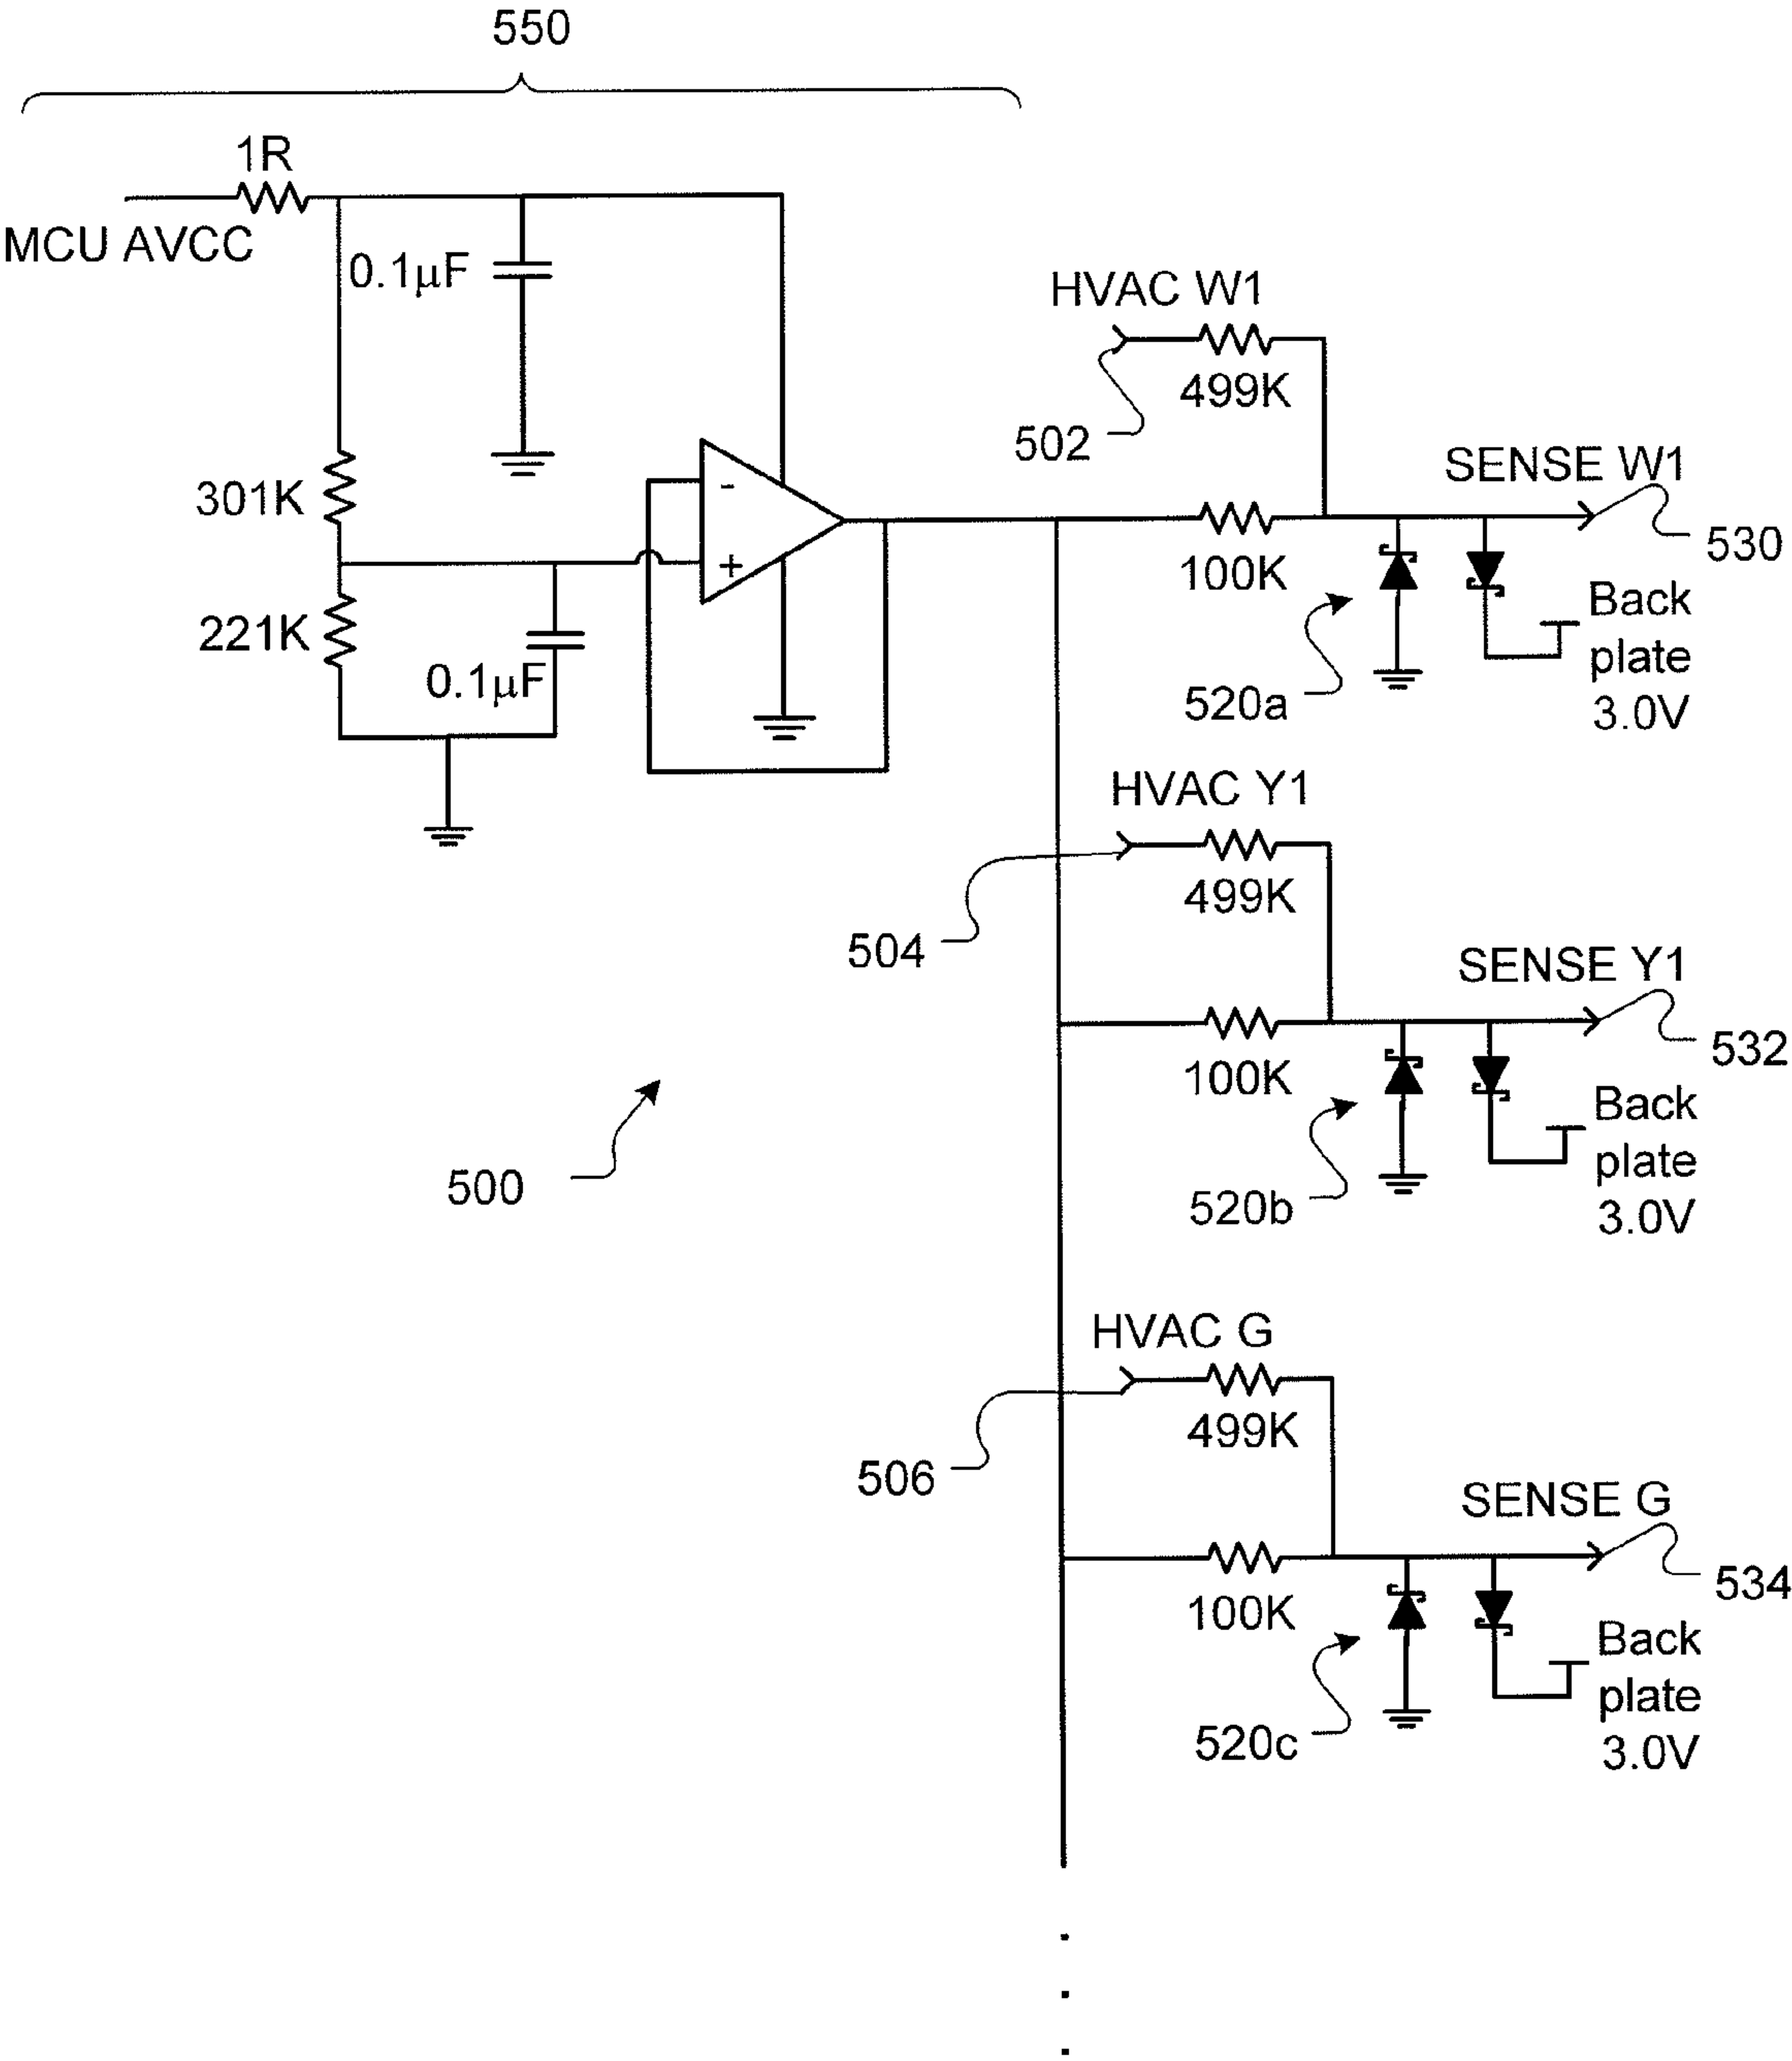 550
1R
MCU AVCC
0.1μF
HVAC W1
499K
502
SENSE W1
530
301K
-
+
100K
221K
0.1μF
520a
Back
plate
3.0V
HVAC Y1
499K
504
SENSE Y1
532
100K
500
520b
Back
plate
3.0V
HVAC G
499K
506
SENSE G
534
100K
520c
Back
plate
3.0V